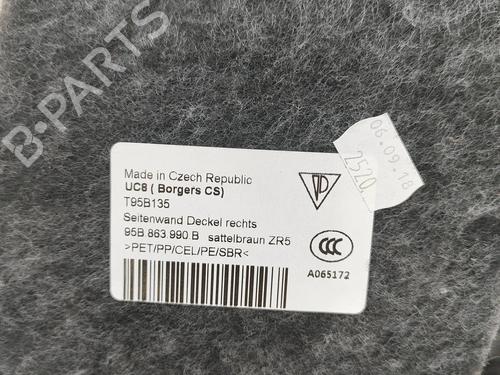 B-PARTS
06.09.18
2520
Made in Czech Republic
UC8 ( Borgers CS)
T95B135
Seitenwand Deckel rechts
95B 863 990 B sattelbraun ZR5
>PET/PP/CEL/PE/SBR<
CCC
A065172